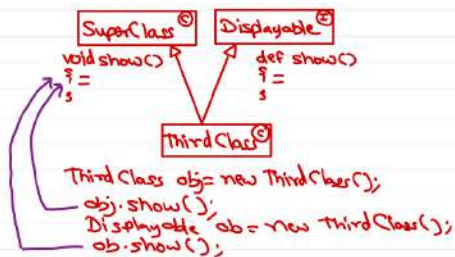 SuperClass C Displayable I
void show() def show()
{ = { =
} }
ThirdClass C
ThirdClass obj= new ThirdClass();
obj.show();
Displayable ob= new ThirdClass();
ob.show();